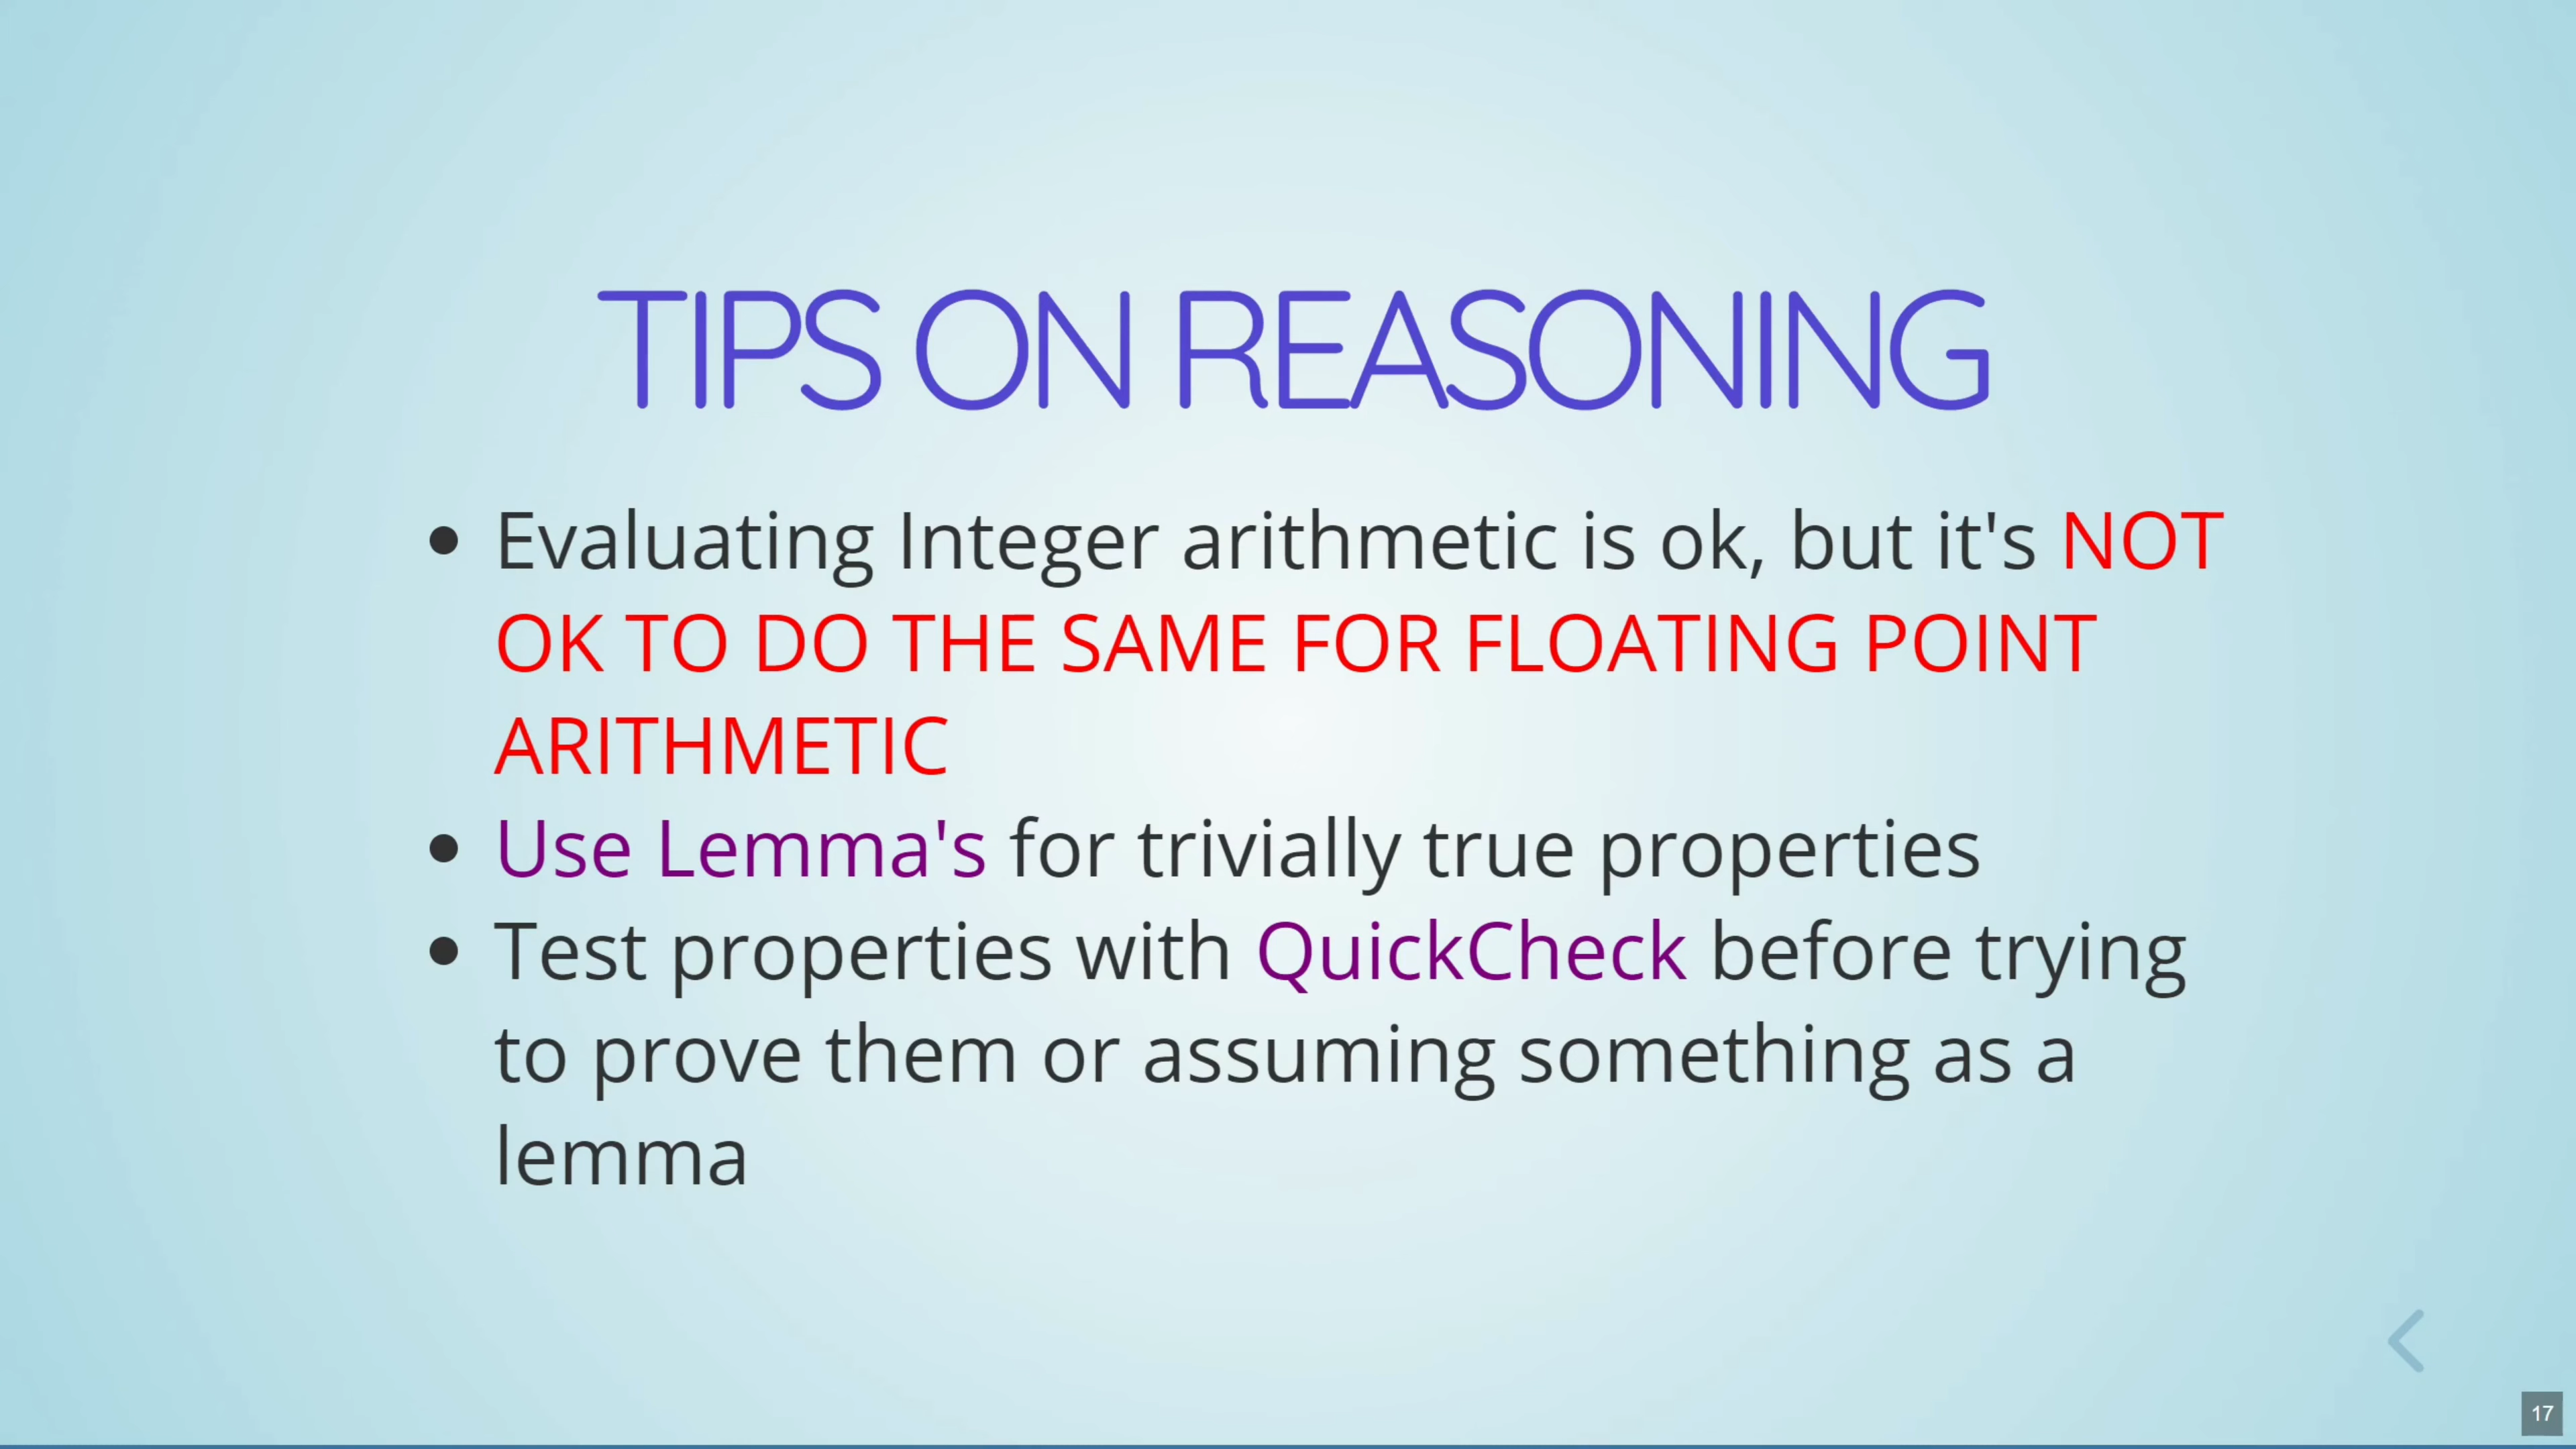 TIPS ON REASONING
• Evaluating Integer arithmetic is ok, but it's NOT
OK TO DO THE SAME FOR FLOATING POINT
ARITHMETIC
• Use Lemma's for trivially true properties
• Test properties with QuickCheck before trying
to prove them or assuming something as a
lemma
17